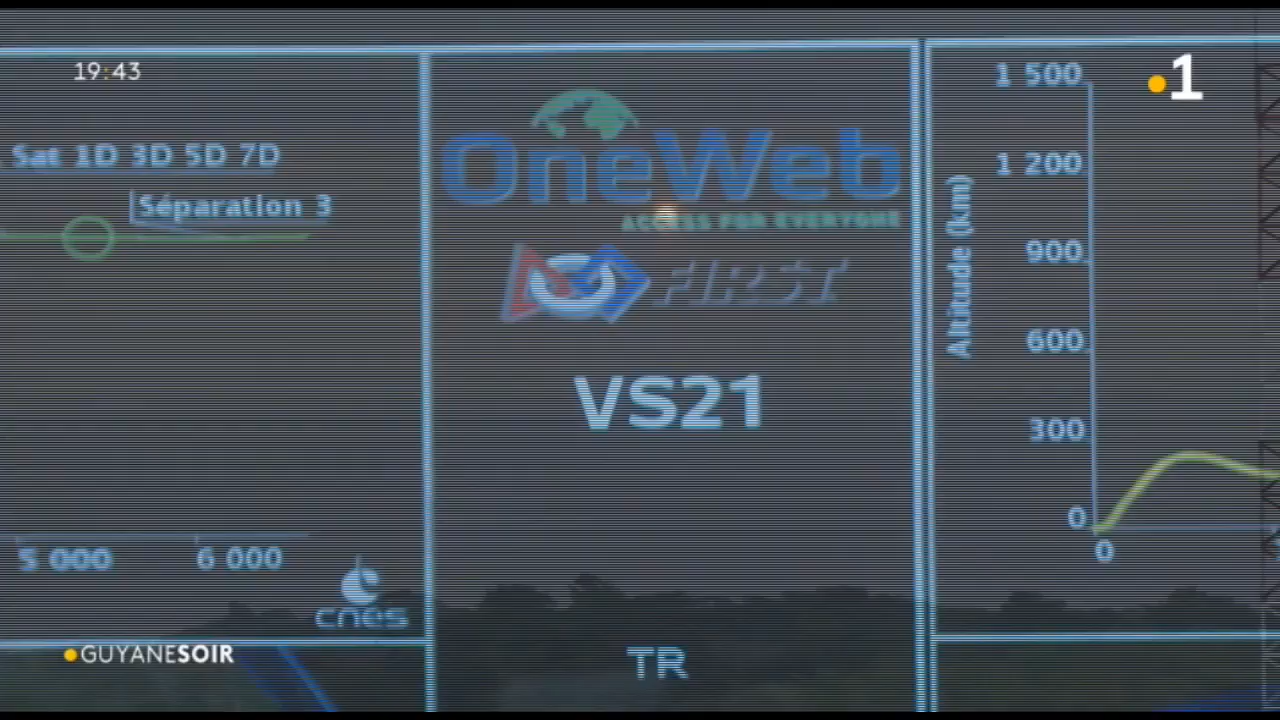 19:43
1
Sat 1D 3D 5D 7D
Séparation 3
5 000
6 000
cnes
GUYANESOIR
OneWeb
ACCESS FOR EVERYONE
FIRST
VS21
TR
1 500
1 200
900
600
300
0
0
Altitude (km)